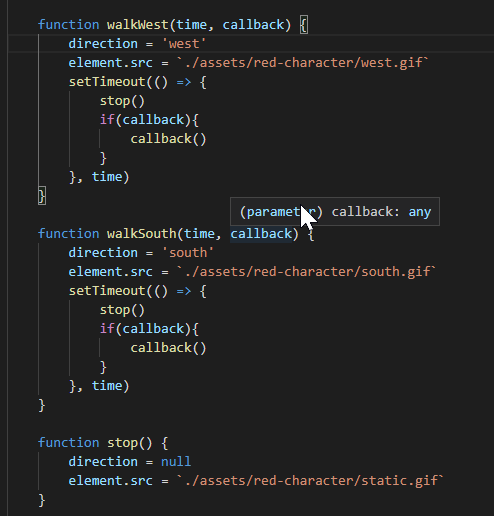 function walkWest(time, callback) {
    direction = 'west'
    element.src = `./assets/red-character/west.gif`
    setTimeout(() => {
        stop()
        if(callback){
            callback()
        }
    }, time)
}
(parameter) callback: any
function walkSouth(time, callback) {
    direction = 'south'
    element.src = `./assets/red-character/south.gif`
    setTimeout(() => {
        stop()
        if(callback){
            callback()
        }
    }, time)
}
function stop() {
    direction = null
    element.src = `./assets/red-character/static.gif`
}